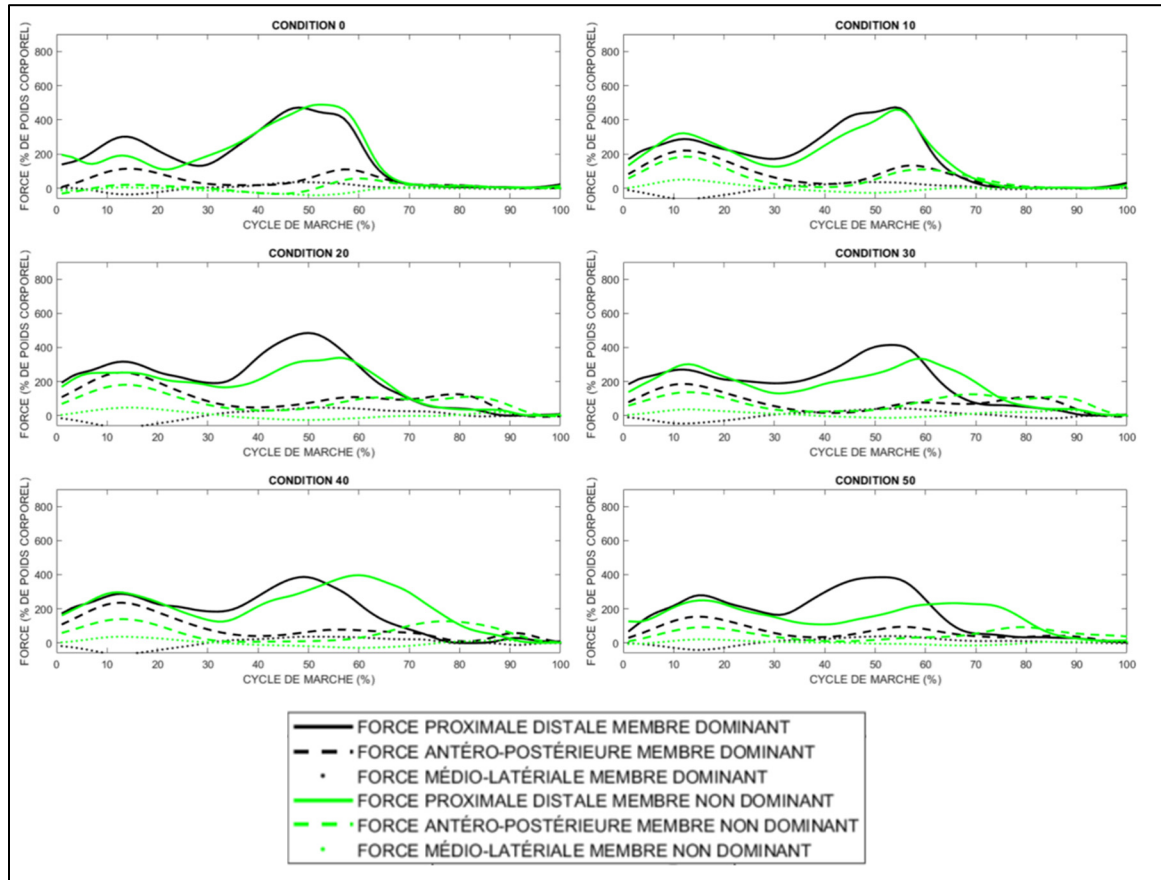 CONDITION 0
FORCE (% DE POIDS CORPOREL)
800
600
400
200
0
1 10 20 30 40 50 60 70 80 90 100
CYCLE DE MARCHE (%)
CONDITION 10
FORCE (% DE POIDS CORPOREL)
800
600
400
200
0
1 10 20 30 40 50 60 70 80 90 100
CYCLE DE MARCHE (%)
CONDITION 20
FORCE (% DE POIDS CORPOREL)
800
600
400
200
0
1 10 20 30 40 50 60 70 80 90 100
CYCLE DE MARCHE (%)
CONDITION 30
FORCE (% DE POIDS CORPOREL)
800
600
400
200
0
1 10 20 30 40 50 60 70 80 90 100
CYCLE DE MARCHE (%)
CONDITION 40
FORCE (% DE POIDS CORPOREL)
800
600
400
200
0
1 10 20 30 40 50 60 70 80 90 100
CYCLE DE MARCHE (%)
CONDITION 50
FORCE (% DE POIDS CORPOREL)
800
600
400
200
0
1 10 20 30 40 50 60 70 80 90 100
CYCLE DE MARCHE (%)
FORCE PROXIMALE DISTALE MEMBRE DOMINANT
FORCE ANTÉRO-POSTÉRIEURE MEMBRE DOMINANT
FORCE MÉDIO-LATÉRIALE MEMBRE DOMINANT
FORCE PROXIMALE DISTALE MEMBRE NON DOMINANT
FORCE ANTÉRO-POSTÉRIEURE MEMBRE NON DOMINANT
FORCE MÉDIO-LATÉRIALE MEMBRE NON DOMINANT